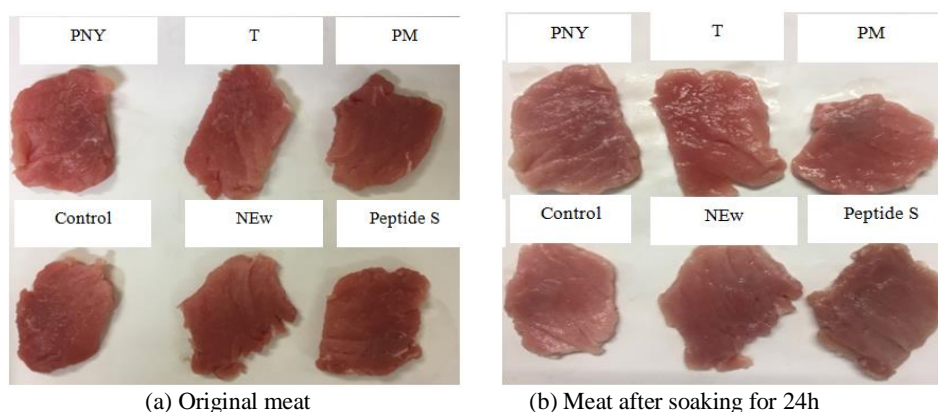 PNY T PM
Control NEw Peptide S
PNY T PM
Control NEw Peptide S
(a) Original meat (b) Meat after soaking for 24h